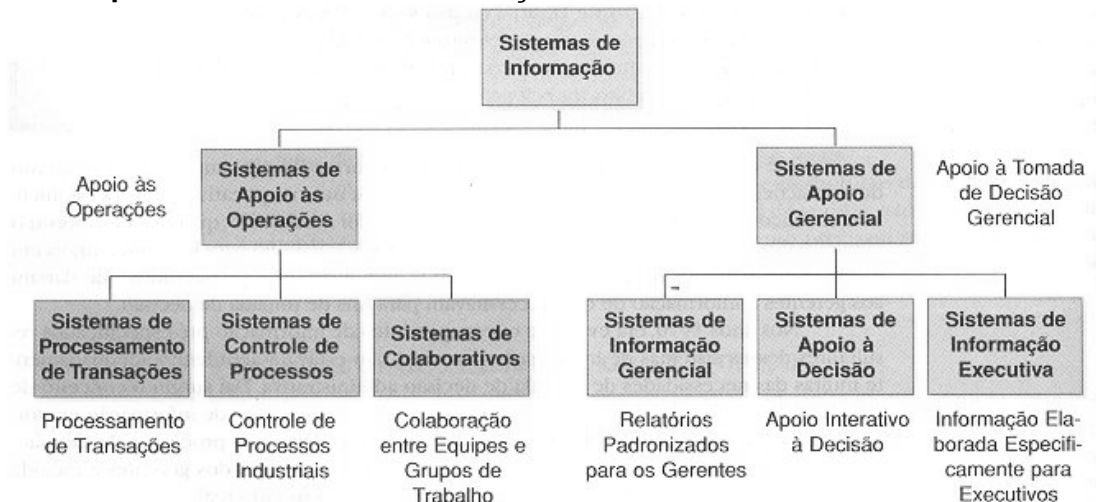 Sistemas de
Informação
Apoio às
Operações
Sistemas de
Apoio às
Operações
Sistemas de
Apoio
Gerencial
Apoio à Tomada
de Decisão
Gerencial
Sistemas de
Processamento
de Transações
Sistemas de
Controle de
Processos
Sistemas de
Colaborativos
Sistemas de
Informação
Gerencial
Sistemas de
Apoio à
Decisão
Sistemas de
Informação
Executiva
Processamento
de Transações
Controle de
Processos
Industriais
Colaboração
entre Equipes e
Grupos de
Trabalho
Relatórios
Padronizados
para os Gerentes
Apoio Interativo
à Decisão
Informação Ela-
borada Especifi-
camente para
Executivos